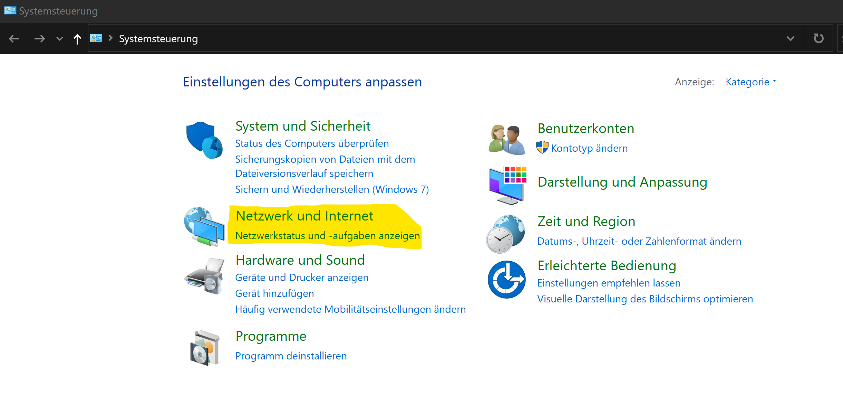 Systemsteuerung
Systemsteuerung
Einstellungen des Computers anpassen
Anzeige: Kategorie
System und Sicherheit
Status des Computers überprüfen
Sicherungskopien von Dateien mit dem
Dateiversionsverlauf speichern
Sichern und Wiederherstellen (Windows 7)
Netzwerk und Internet
Netzwerkstatus und -aufgaben anzeigen
Hardware und Sound
Geräte und Drucker anzeigen
Gerät hinzufügen
Häufig verwendete Mobilitätseinstellungen ändern
Programme
Programm deinstallieren
Benutzerkonten
Kontotyp ändern
Darstellung und Anpassung
Zeit und Region
Datums-, Uhrzeit- oder Zahlenformat ändern
Erleichterte Bedienung
Einstellungen empfehlen lassen
Visuelle Darstellung des Bildschirms optimieren